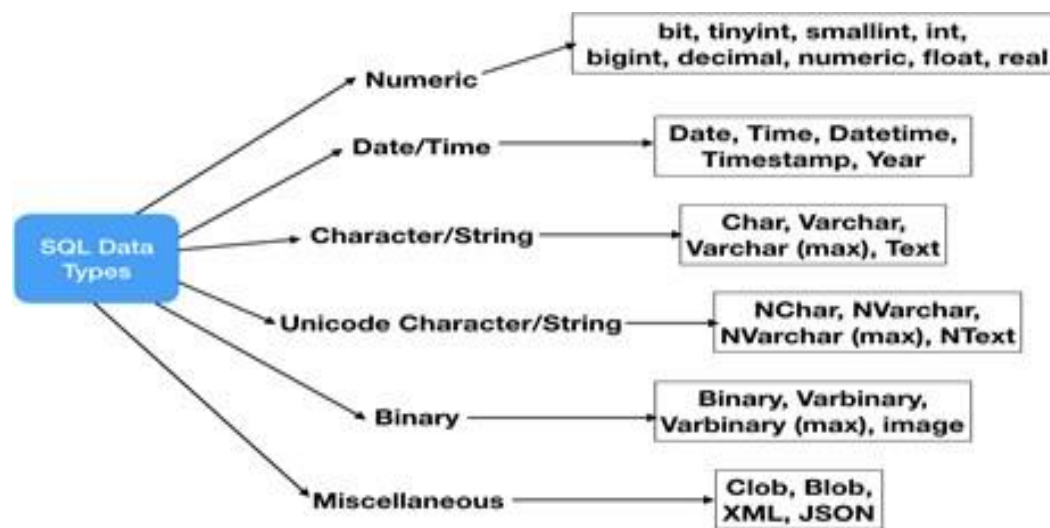 bit, tinyint, smallint, int,
bigint, decimal, numeric, float, real
Numeric
Date/Time
Date, Time, Datetime,
Timestamp, Year
SQL Data
Types
Character/String
Char, Varchar,
Varchar (max), Text
Unicode Character/String
NChar, NVarchar,
NVarchar (max), NText
Binary
Binary, Varbinary,
Varbinary (max), image
Miscellaneous
Clob, Blob,
XML, JSON